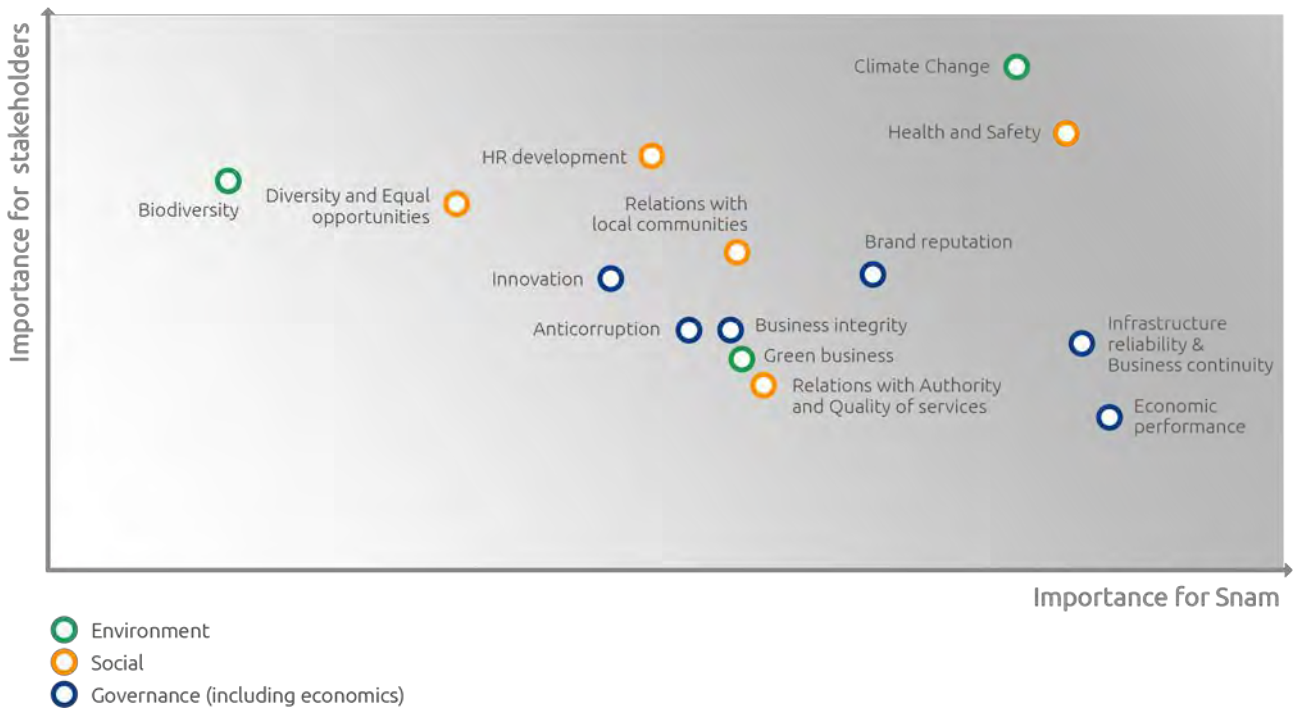 Importance for stakeholders
Climate Change
Health and Safety
HR development
Biodiversity
Diversity and Equal
opportunities
Relations with
local communities
Brand reputation
Innovation
Anticorruption
Business integrity
Green business
Relations with Authority
and Quality of services
Infrastructure
reliability &
Business continuity
Economic
performance
Importance for Snam
Environment
Social
Governance (including economics)